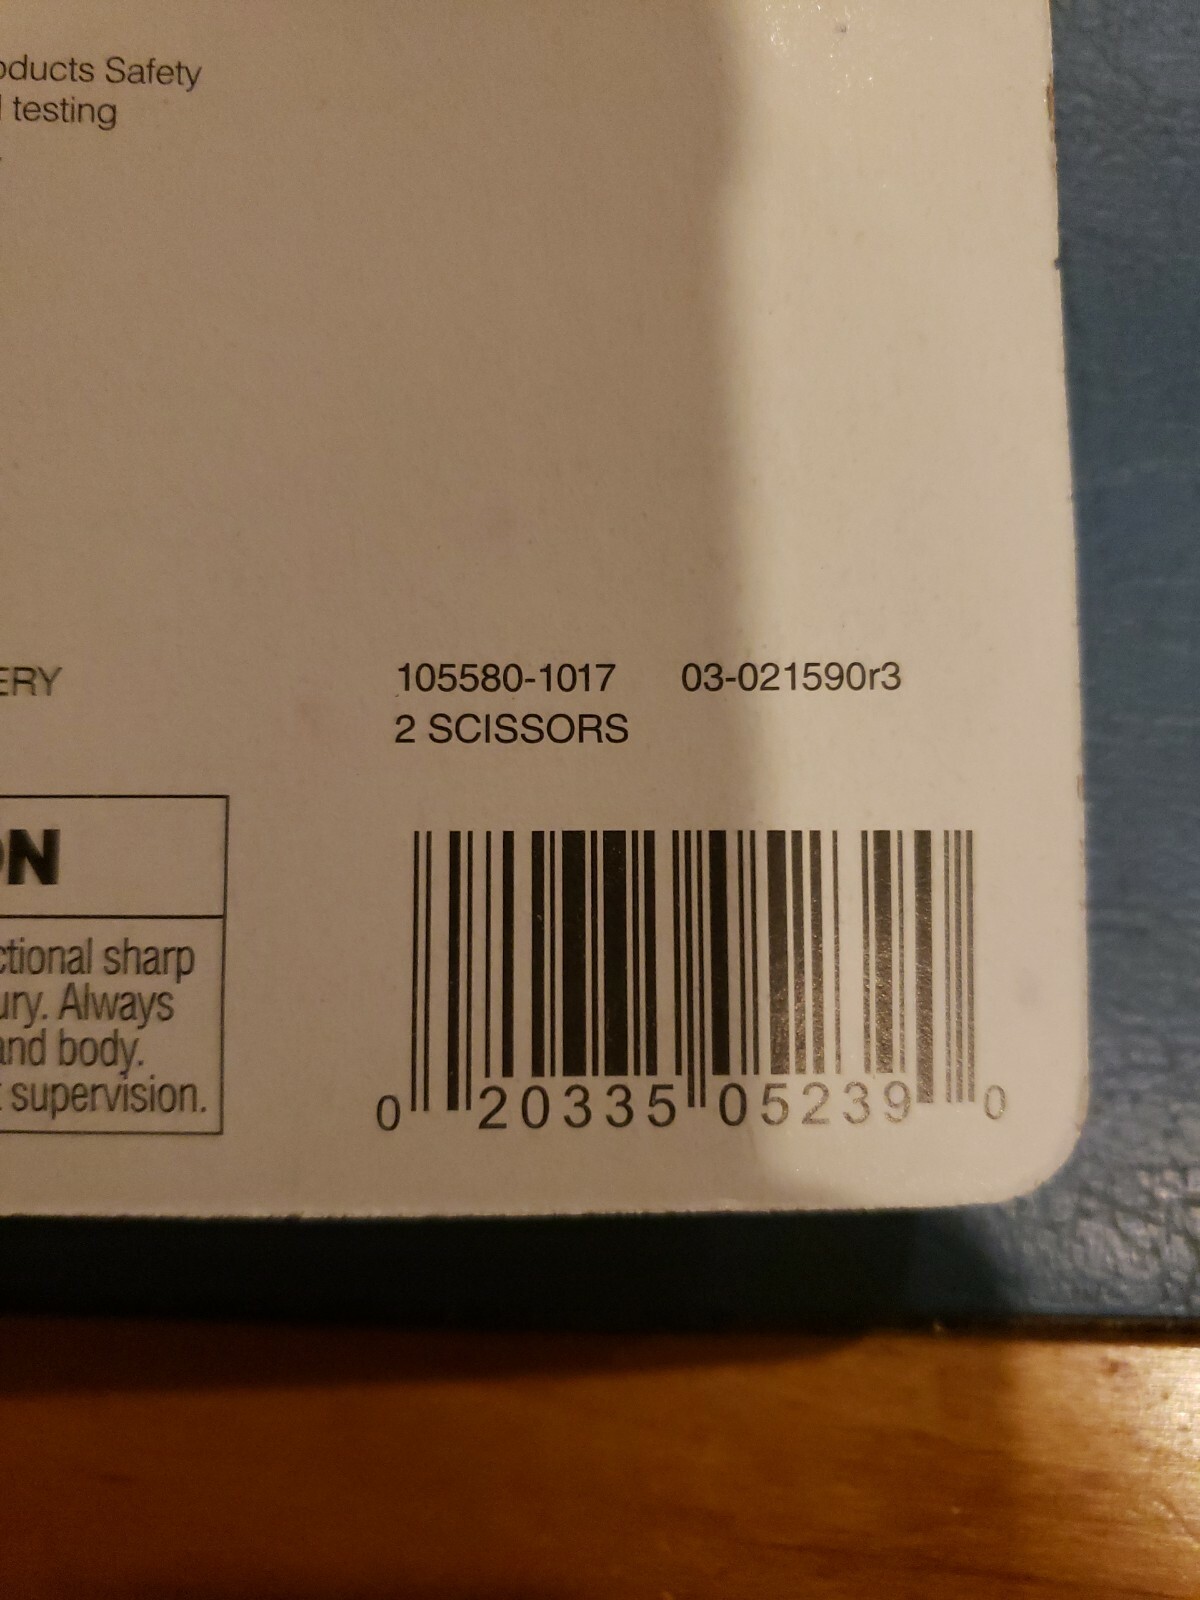 oducts Safety
testing
ERY
105580-1017 03-021590r3
2 SCISSORS
ON
ctional sharp
ury. Always
and body.
supervision.
0 20335 05239 0